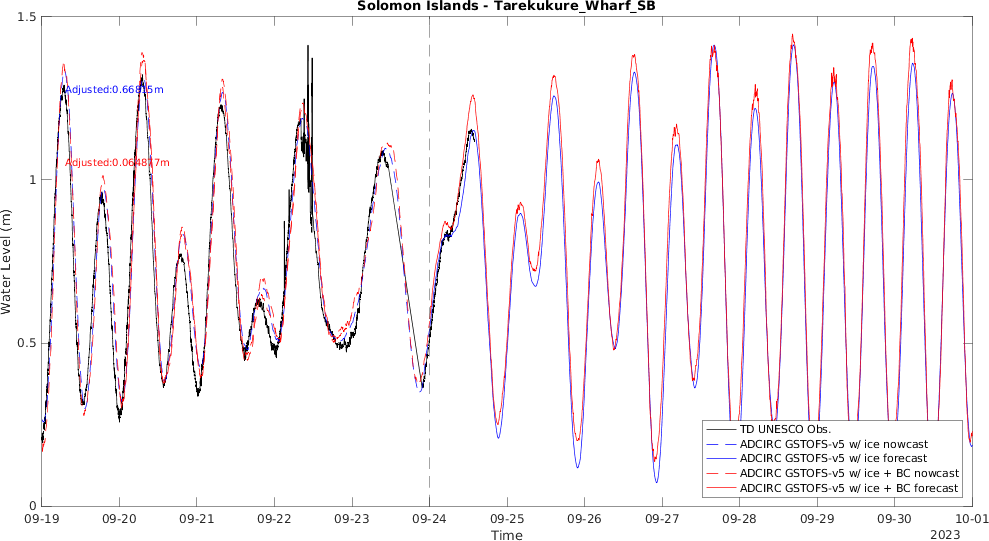 Solomon Islands - Tarekukure_Wharf_SB
1.5
Adjusted:0.66815m
Adjusted:0.064827m
1
Water Level (m)
0.5
TD UNESCO Obs.
ADCIRC GSTOFS-v5 w/ ice nowcast
ADCIRC GSTOFS-v5 w/ ice forecast
ADCIRC GSTOFS-v5 w/ ice + BC nowcast
ADCIRC GSTOFS-v5 w/ ice + BC forecast
0
09-19 09-20 09-21 09-22 09-23 09-24 09-25 09-26 09-27 09-28 09-29 09-30 10-01
Time
2023